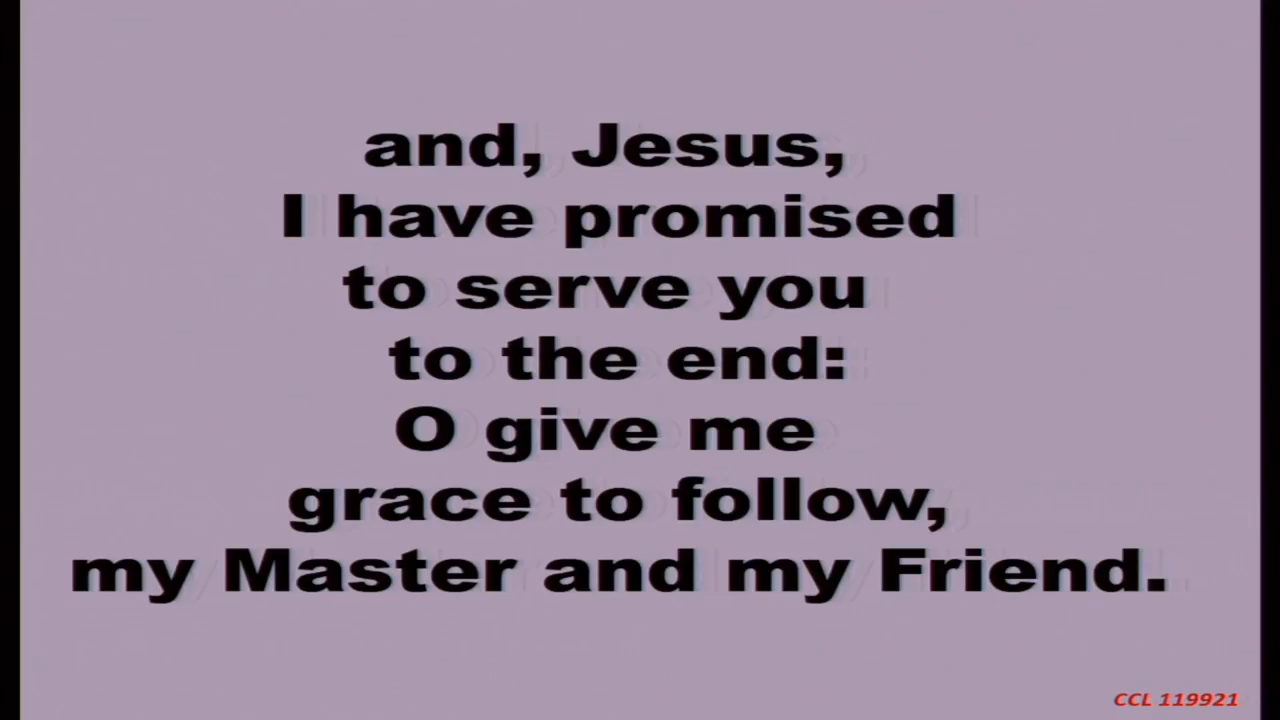 and, Jesus,
I have promised
to serve you
to the end:
O give me
grace to follow,
my Master and my Friend.
CCL 119921